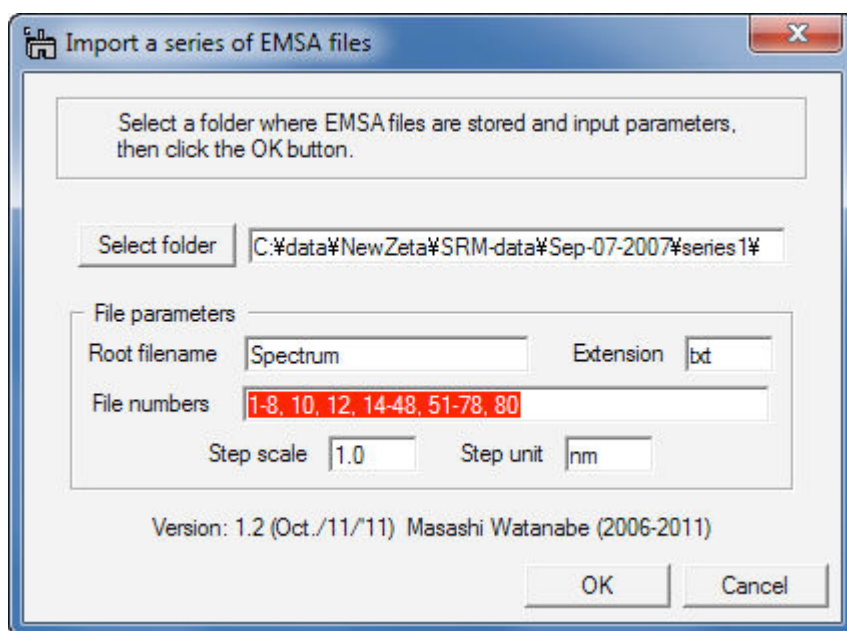 Import a series of EMSA files
Select a folder where EMSA files are stored and input parameters,
then click the OK button.
Select folder C:¥data¥NewZeta¥SRM-data¥Sep-07-2007¥series1¥
File parameters
Root filename Spectrum Extension txt
File numbers 1-8, 10, 12, 14-48, 51-78, 80
Step scale 1.0 Step unit nm
Version: 1.2 (Oct./11/'11) Masashi Watanabe (2006-2011)
OK Cancel